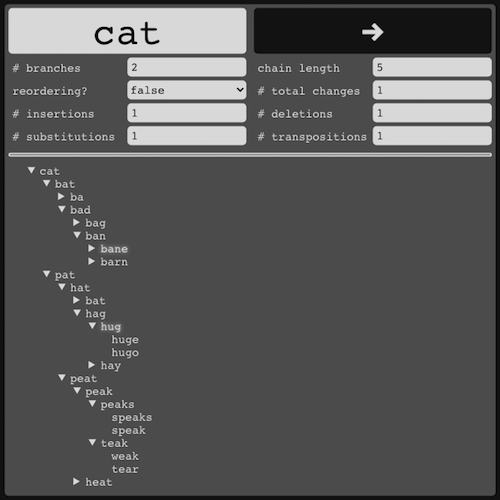 cat →
# branches 2 chain length 5
reordering? false # total changes 1
# insertions 1 # deletions 1
# substitutions 1 # transpositions 1
▼ cat
▼ bat
▶ ba
▼ bad
▶ bag
▼ ban
▶ bane
▶ barn
▼ pat
▼ hat
▶ bat
▼ hag
▼ hug
huge
hugo
▶ hay
▼ peat
▼ peak
▼ peaks
speaks
speak
▼ teak
weak
tear
▶ heat